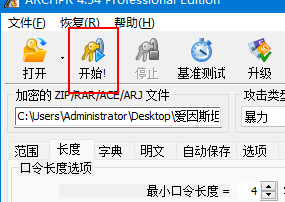 ARCHPR 4.54 Professional Edition
文件(F) 恢复(R) 帮助(H)
打开 开始! 停止 基准测试 升级
加密的 ZIP/RAR/ACE/ARJ 文件 攻击类型
C:\Users\Administrator\Desktop\爱因斯坦 暴力
范围 长度 字典 明文 自动保存 选项
口令长度选项
最小口令长度 = 4